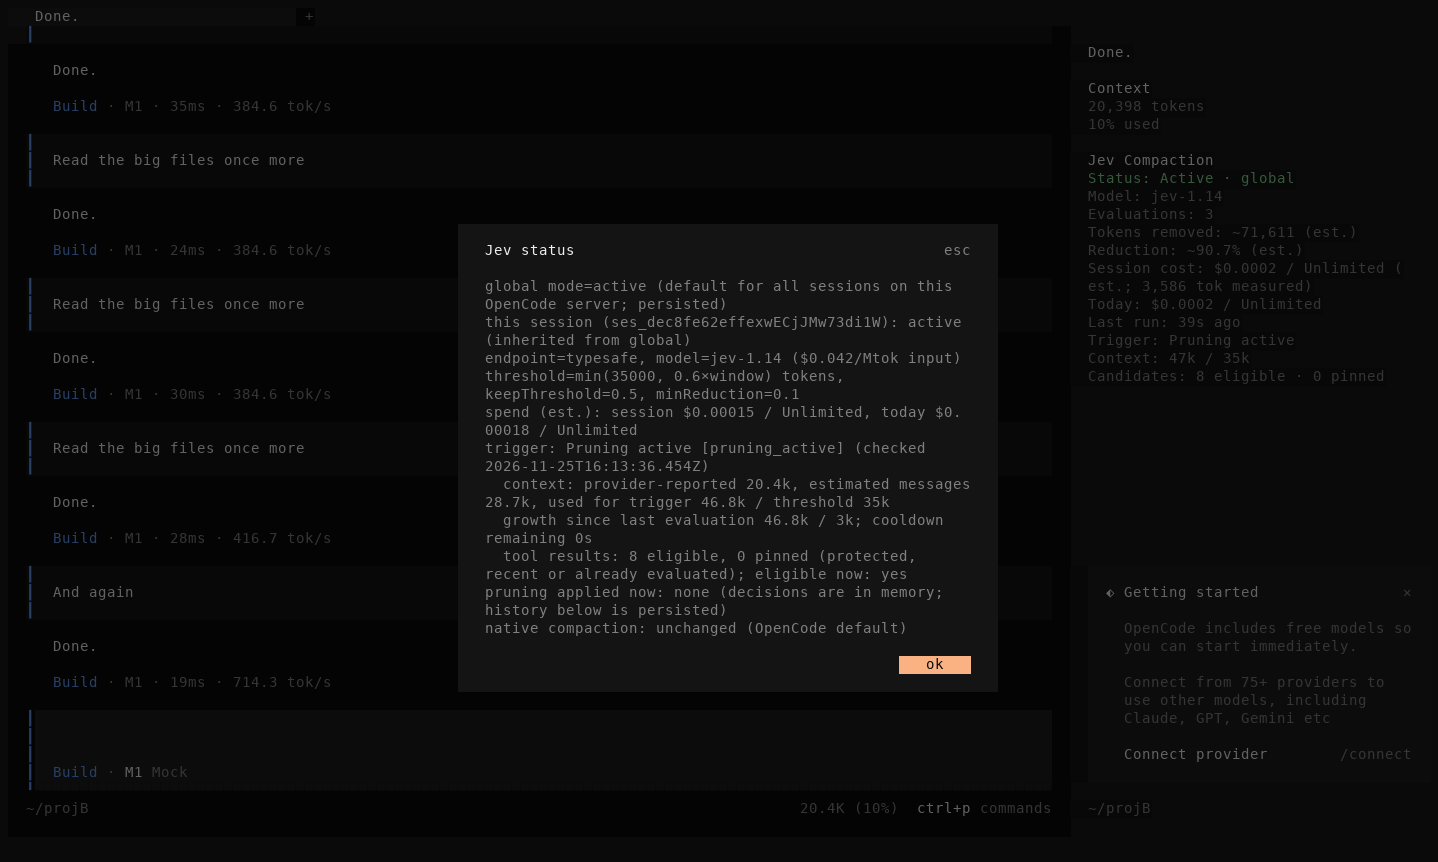 Done.
+
Done.
Build · M1 · 35ms · 384.6 tok/s
Read the big files once more
Done.
Build · M1 · 24ms · 384.6 tok/s
Read the big files once more
Done.
Build · M1 · 30ms · 384.6 tok/s
Read the big files once more
Done.
Build · M1 · 28ms · 416.7 tok/s
And again
Done.
Build · M1 · 19ms · 714.3 tok/s
Build · M1 Mock
~/projB
20.4K (10%) ctrl+p commands
Jev status
esc
global mode=active (default for all sessions on this
OpenCode server; persisted)
this session (ses_dec8fe62effexwECjJMw73di1W): active
(inherited from global)
endpoint=typesafe, model=jev-1.14 ($0.042/Mtok input)
threshold=min(35000, 0.6×window) tokens,
keepThreshold=0.5, minReduction=0.1
spend (est.): session $0.00015 / Unlimited, today $0.
00018 / Unlimited
trigger: Pruning active [pruning_active] (checked
2026-11-25T16:13:36.454Z)
context: provider-reported 20.4k, estimated messages
28.7k, used for trigger 46.8k / threshold 35k
growth since last evaluation 46.8k / 3k; cooldown
remaining 0s
tool results: 8 eligible, 0 pinned (protected,
recent or already evaluated); eligible now: yes
pruning applied now: none (decisions are in memory;
history below is persisted)
native compaction: unchanged (OpenCode default)
ok
Done.
Context
20,398 tokens
10% used
Jev Compaction
Status: Active · global
Model: jev-1.14
Evaluations: 3
Tokens removed: ~71,611 (est.)
Reduction: ~90.7% (est.)
Session cost: $0.0002 / Unlimited (
est.; 3,586 tok measured)
Today: $0.0002 / Unlimited
Last run: 39s ago
Trigger: Pruning active
Context: 47k / 35k
Candidates: 8 eligible · 0 pinned
Getting started
×
OpenCode includes free models so
you can start immediately.
Connect from 75+ providers to
use other models, including
Claude, GPT, Gemini etc
Connect provider /connect
~/projB